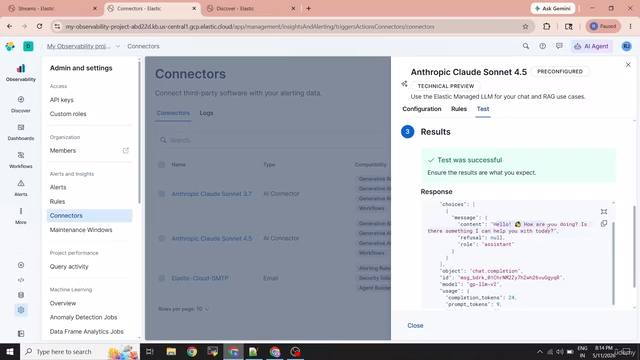 Streams - Elastic
Connectors - Elastic
Discover - Elastic
Ask Gemini
my-observability-project-abd22d.kb.us-central1.gcp.elastic.cloud/app/management/insightsAndAlerting/triggersActionsConnectors/connectors
Paused
D
My Observability proj...
Connectors
AI Agent
RJ
Observability
Discover
Dashboards
Workflows
Alerts
More
Admin and settings
Access
API keys
Custom roles
Organization
Members
Alerts and Insights
Alerts
Rules
Connectors
Maintenance Windows
Project performance
Query activity
Machine Learning
Overview
Anomaly Detection Jobs
Data Frame Analytics Jobs
Connectors
Connect third-party software with your alerting data.
Connectors
Logs
Search...
Name
Type
Compatibility
Anthropic Claude Sonnet 3.7
AI Connector
Workflows
Anthropic Claude Sonnet 4.5
AI Connector
Workflows
Elastic-Cloud-SMTP
Email
Alerting Rules
Agent Builder
Rows per page: 10
Anthropic Claude Sonnet 4.5
PRECONFIGURED
TECHNICAL PREVIEW
Use the Elastic Managed LLM for your chat and RAG use cases.
Configuration
Rules
Test
3
Results
Test was successful
Ensure the results are what you expect.
Response
"choices": [
{
"message": {
"content": "Hello! 👋 How are you doing? Is
there something I can help you with today?",
"refusal": null,
"role": "assistant"
}
}
],
"object": "chat.completion",
"model": "gp-llm-v2",
"usage": {
"completion_tokens": 24,
"prompt_tokens": 9,
Close
Type here to search
ENG
IN
8:14 PM
5/11/2026
udemy